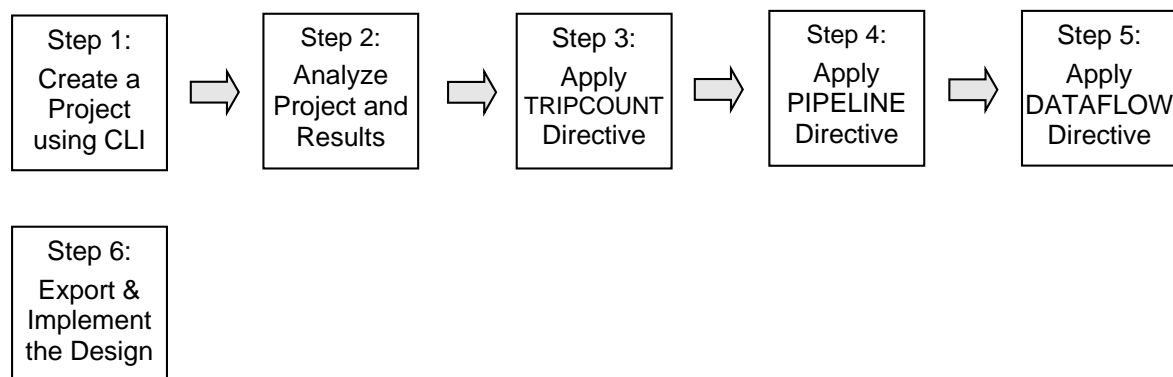 Step 1:
Create a
Project
using CLI
Step 2:
Analyze
Project and
Results
Step 3:
Apply
TRIPCOUNT
Directive
Step 4:
Apply
PIPELINE
Directive
Step 5:
Apply
DATAFLOW
Directive
Step 6:
Export &
Implement
the Design